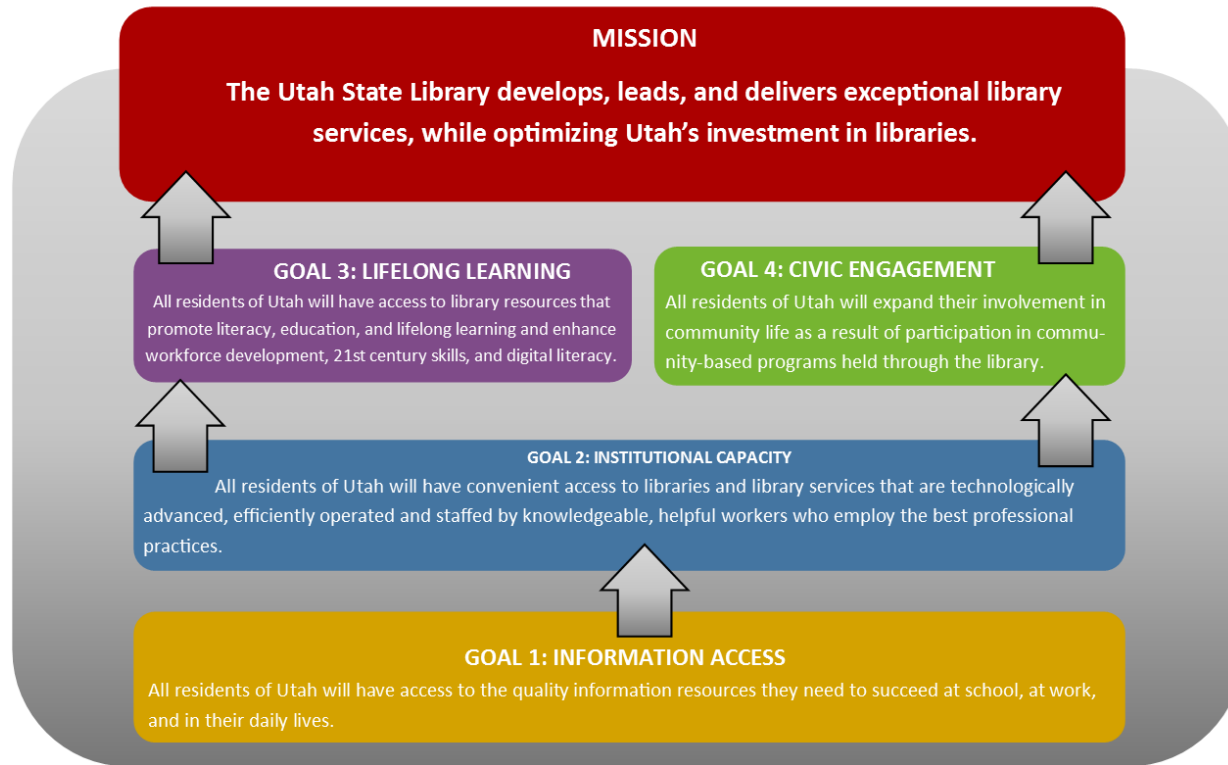 MISSION
The Utah State Library develops, leads, and delivers exceptional library
services, while optimizing Utah’s investment in libraries.
GOAL 3: LIFELONG LEARNING
All residents of Utah will have access to library resources that
promote literacy, education, and lifelong learning and enhance
workforce development, 21st century skills, and digital literacy.
GOAL 4: CIVIC ENGAGEMENT
All residents of Utah will expand their involvement in
community life as a result of participation in commu-
nity-based programs held through the library.
GOAL 2: INSTITUTIONAL CAPACITY
All residents of Utah will have convenient access to libraries and library services that are technologically
advanced, efficiently operated and staffed by knowledgeable, helpful workers who employ the best professional
practices.
GOAL 1: INFORMATION ACCESS
All residents of Utah will have access to the quality information resources they need to succeed at school, at work,
and in their daily lives.